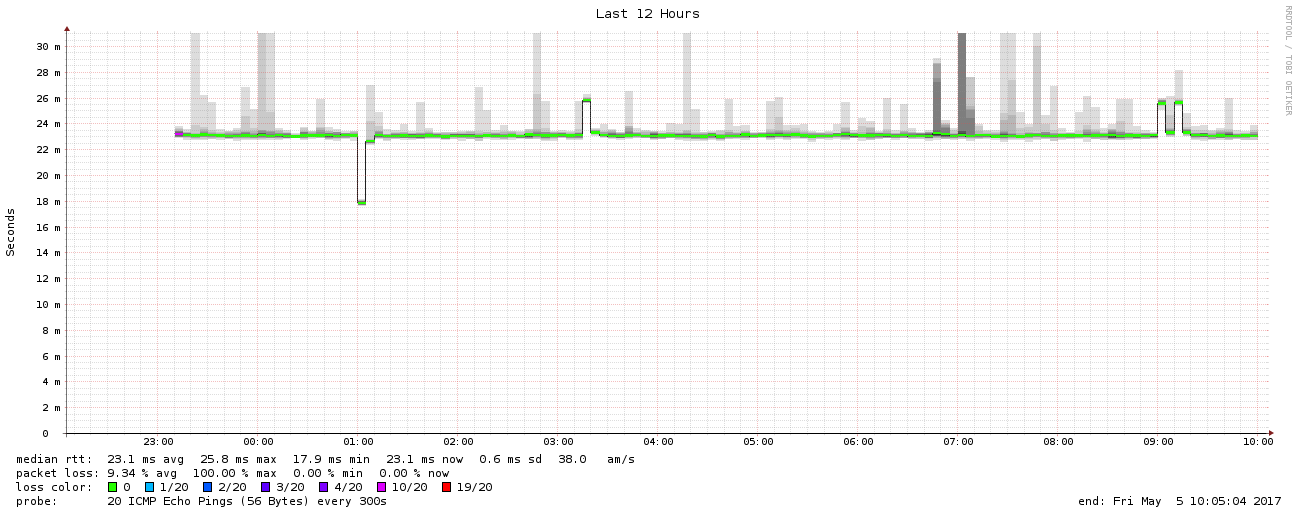 Last 12 Hours
RRDTOOL / TOBI OETIKER
Seconds
30 m
28 m
26 m
24 m
22 m
20 m
18 m
16 m
14 m
12 m
10 m
8 m
6 m
4 m
2 m
0
23:00 00:00 01:00 02:00 03:00 04:00 05:00 06:00 07:00 08:00 09:00 10:00
median rtt: 23.1 ms avg 25.8 ms max 17.9 ms min 23.1 ms now 0.6 ms sd 38.0 am/s
packet loss: 9.34 % avg 100.00 % max 0.00 % min 0.00 % now
loss color: 0 1/20 2/20 3/20 4/20 10/20 19/20
probe: 20 ICMP Echo Pings (56 Bytes) every 300s end: Fri May 5 10:05:04 2017